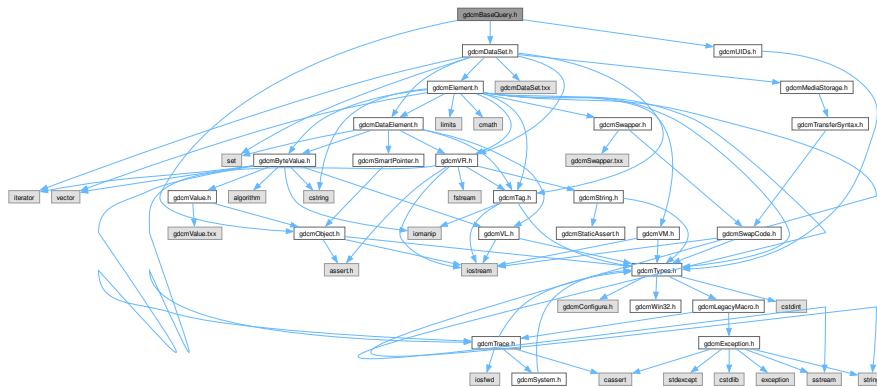 gdcmBaseQuery.h
gdcmDataSet.h
gdcmUIDs.h
gdcmElement.h
gdcmDataSet.txx
gdcmMediaStorage.h
gdcmDataElement.h
limits
cmath
gdcmSwapper.h
gdcmTransferSyntax.h
set
gdcmByteValue.h
gdcmSmartPointer.h
gdcmVR.h
gdcmSwapper.txx
iterator
vector
gdcmValue.h
algorithm
cstring
fstream
gdcmTag.h
gdcmString.h
gdcmValue.txx
gdcmObject.h
iomanip
gdcmVL.h
gdcmStaticAssert.h
gdcmVM.h
gdcmSwapCode.h
assert.h
iostream
gdcmTypes.h
gdcmConfigure.h
gdcmWin32.h
gdcmLegacyMacro.h
cstdint
gdcmTrace.h
gdcmException.h
iosfwd
gdcmSystem.h
cassert
stdexcept
cstdlib
exception
sstream
string